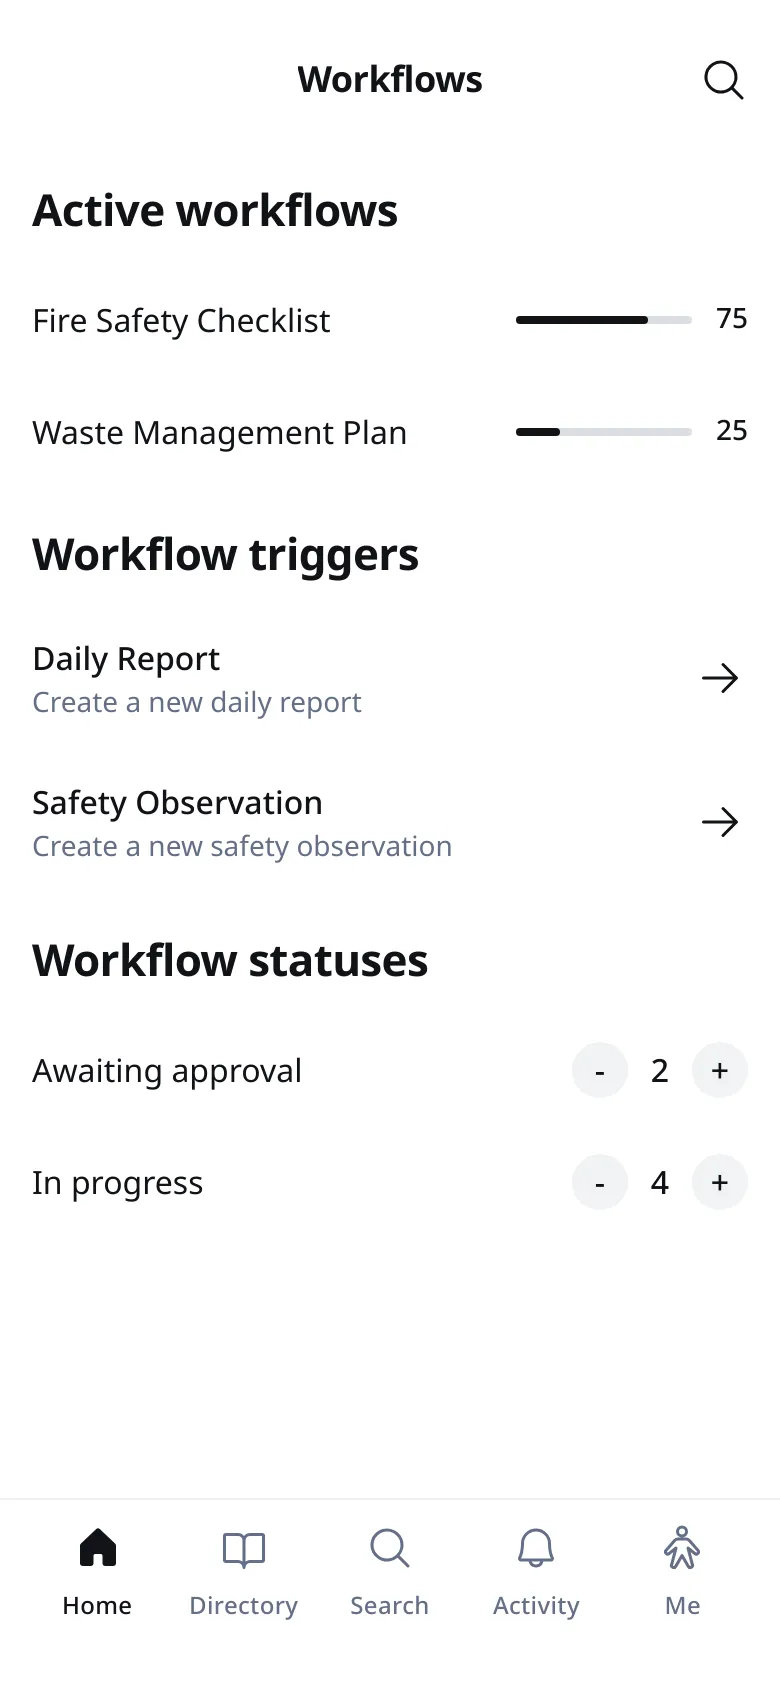 Workflows
Active workflows
Fire Safety Checklist 75
Waste Management Plan 25
Workflow triggers
Daily Report
Create a new daily report
Safety Observation
Create a new safety observation
Workflow statuses
Awaiting approval - 2 +
In progress - 4 +
Home Directory Search Activity Me